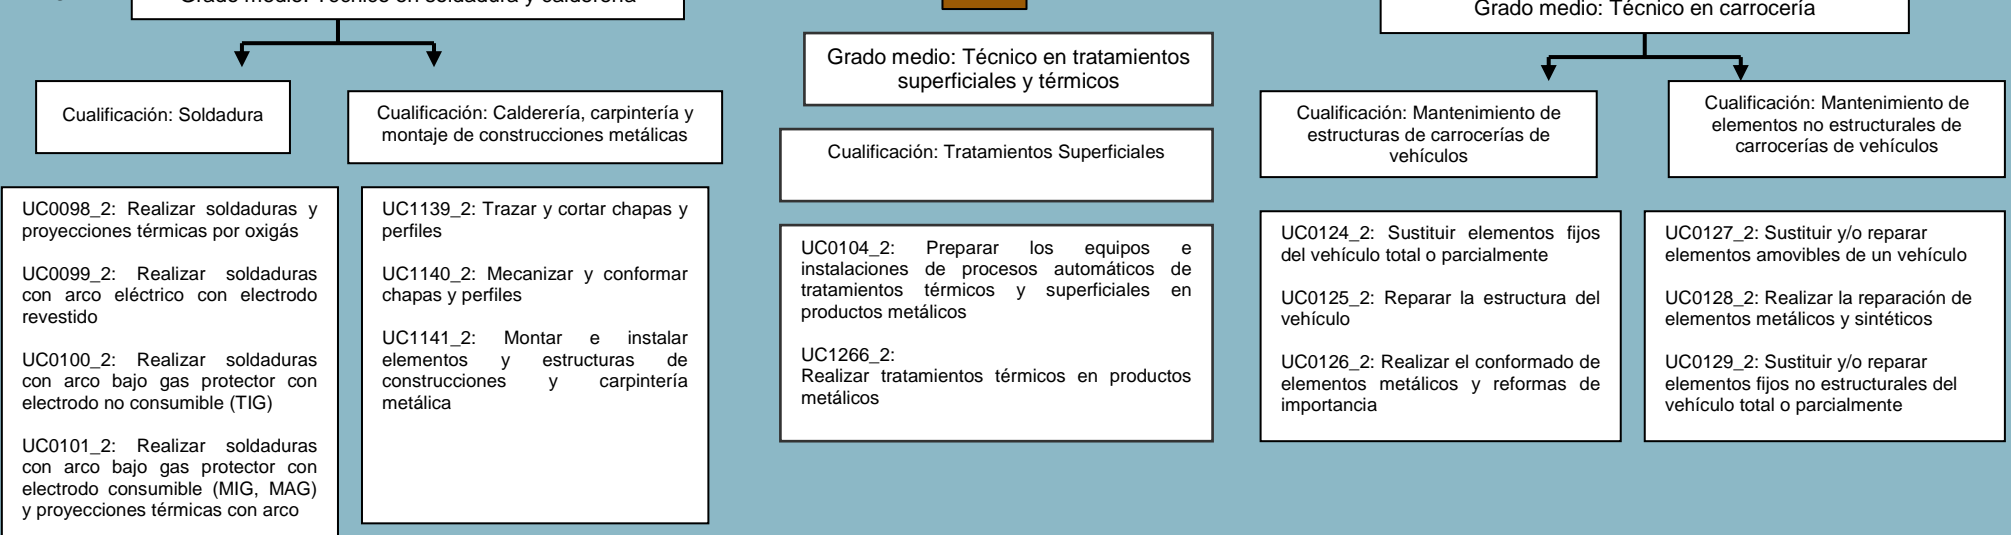 Grado medio: Técnico en soldadura y calderería
Cualificación: Soldadura
Cualificación: Calderería, carpintería y
montaje de construcciones metálicas
UC0098_2: Realizar soldaduras y
proyecciones térmicas por oxigás
UC0099_2: Realizar soldaduras
con arco eléctrico con electrodo
revestido
UC0100_2: Realizar soldaduras
con arco bajo gas protector con
electrodo no consumible (TIG)
UC0101_2: Realizar soldaduras
con arco bajo gas protector con
electrodo consumible (MIG, MAG)
y proyecciones térmicas con arco
UC1139_2: Trazar y cortar chapas y
perfiles
UC1140_2: Mecanizar y conformar
chapas y perfiles
UC1141_2: Montar e instalar
elementos y estructuras de
construcciones y carpintería
metálica
Grado medio: Técnico en tratamientos
superficiales y térmicos
Cualificación: Tratamientos Superficiales
UC0104_2: Preparar los equipos e
instalaciones de procesos automáticos de
tratamientos térmicos y superficiales en
productos metálicos
UC1266_2:
Realizar tratamientos térmicos en productos
metálicos
Grado medio: Técnico en carrocería
Cualificación: Mantenimiento de
estructuras de carrocerías de
vehículos
Cualificación: Mantenimiento de
elementos no estructurales de
carrocerías de vehículos
UC0124_2: Sustituir elementos fijos
del vehículo total o parcialmente
UC0125_2: Reparar la estructura del
vehículo
UC0126_2: Realizar el conformado de
elementos metálicos y reformas de
importancia
UC0127_2: Sustituir y/o reparar
elementos amovibles de un vehículo
UC0128_2: Realizar la reparación de
elementos metálicos y sintéticos
UC0129_2: Sustituir y/o reparar
elementos fijos no estructurales del
vehículo total o parcialmente